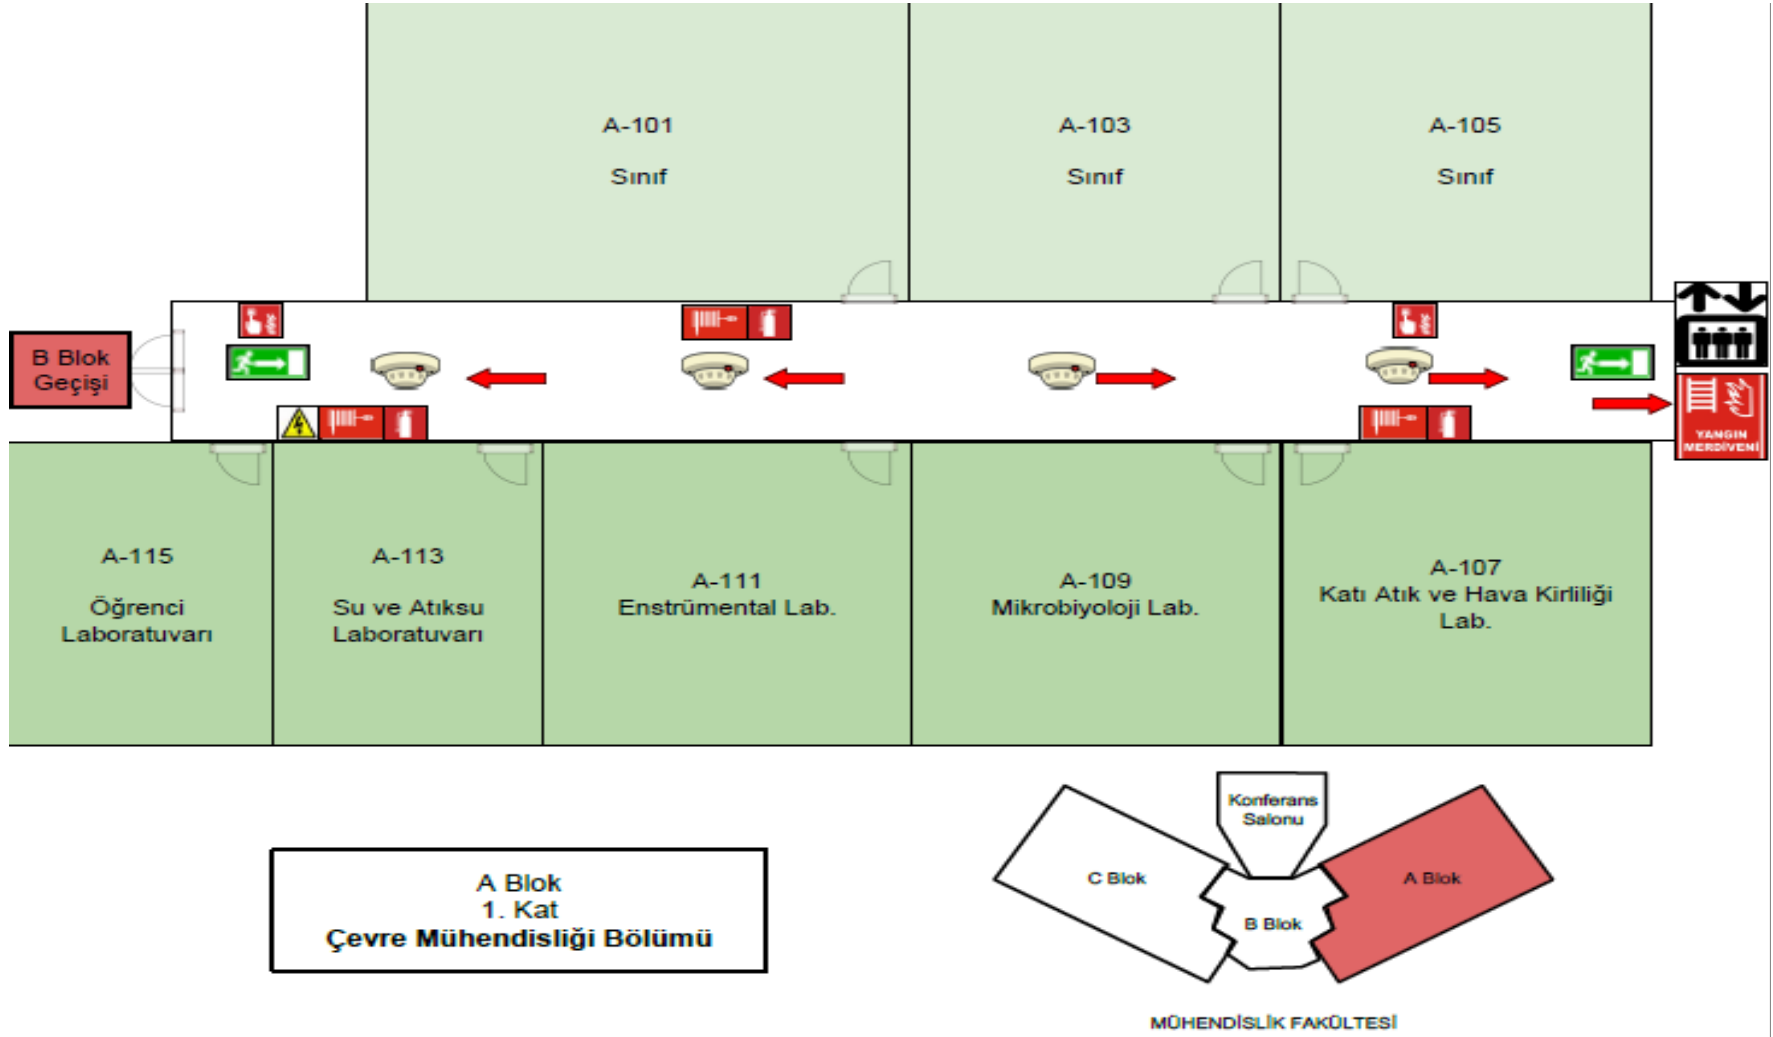 A-101
Sınıf
A-103
Sınıf
A-105
Sınıf
B Blok
Geçişi
YANGIN
MERDİVENİ
A-115
Öğrenci
Laboratuvarı
A-113
Su ve Atıksu
Laboratuvarı
A-111
Enstrümental Lab.
A-109
Mikrobiyoloji Lab.
A-107
Katı Atık ve Hava Kirliliği
Lab.
A Blok
1. Kat
Çevre Mühendisliği Bölümü
Konferans
Salonu
C Blok
A Blok
B Blok
MÜHENDİSLİK FAKÜLTESİ